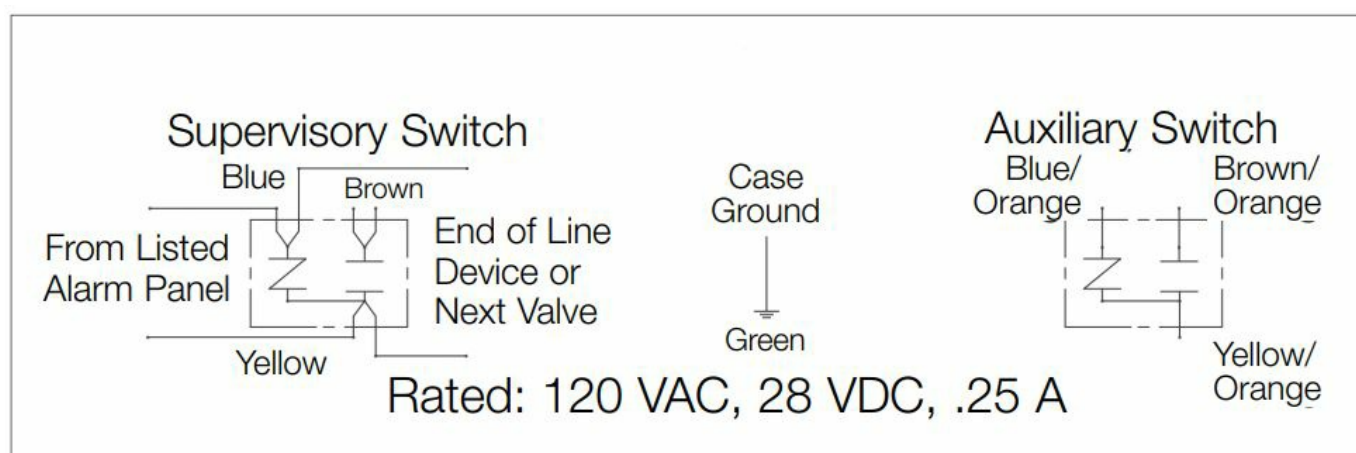 Supervisory Switch
Blue
Brown
From Listed
Alarm Panel
End of Line
Device or
Next Valve
Yellow
Case
Ground
Green
Auxiliary Switch
Blue/
Orange
Brown/
Orange
Yellow/
Orange
Rated: 120 VAC, 28 VDC, .25 A